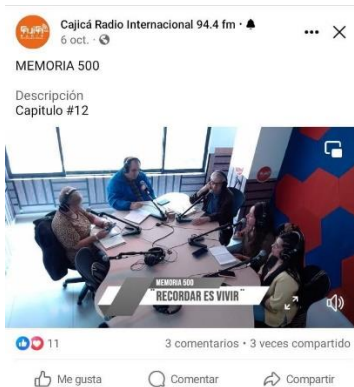 Cajicá Radio Internacional 94.4 fm ·
6 oct. ·
MEMORIA 500
Descripción
Capitulo #12
MEMORIA 500
"RECORDAR ES VIVIR"
11
3 comentarios • 3 veces compartido
Me gusta
Comentar
Compartir